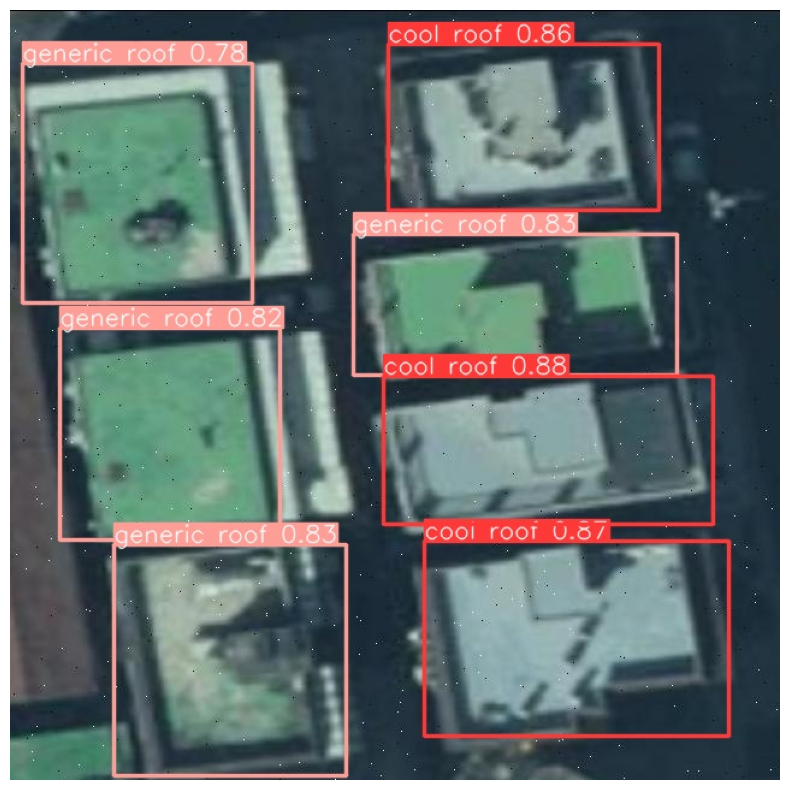 generic roof 0.78
cool roof 0.86
generic roof 0.83
generic roof 0.82
cool roof 0.88
generic roof 0.83
cool roof 0.87